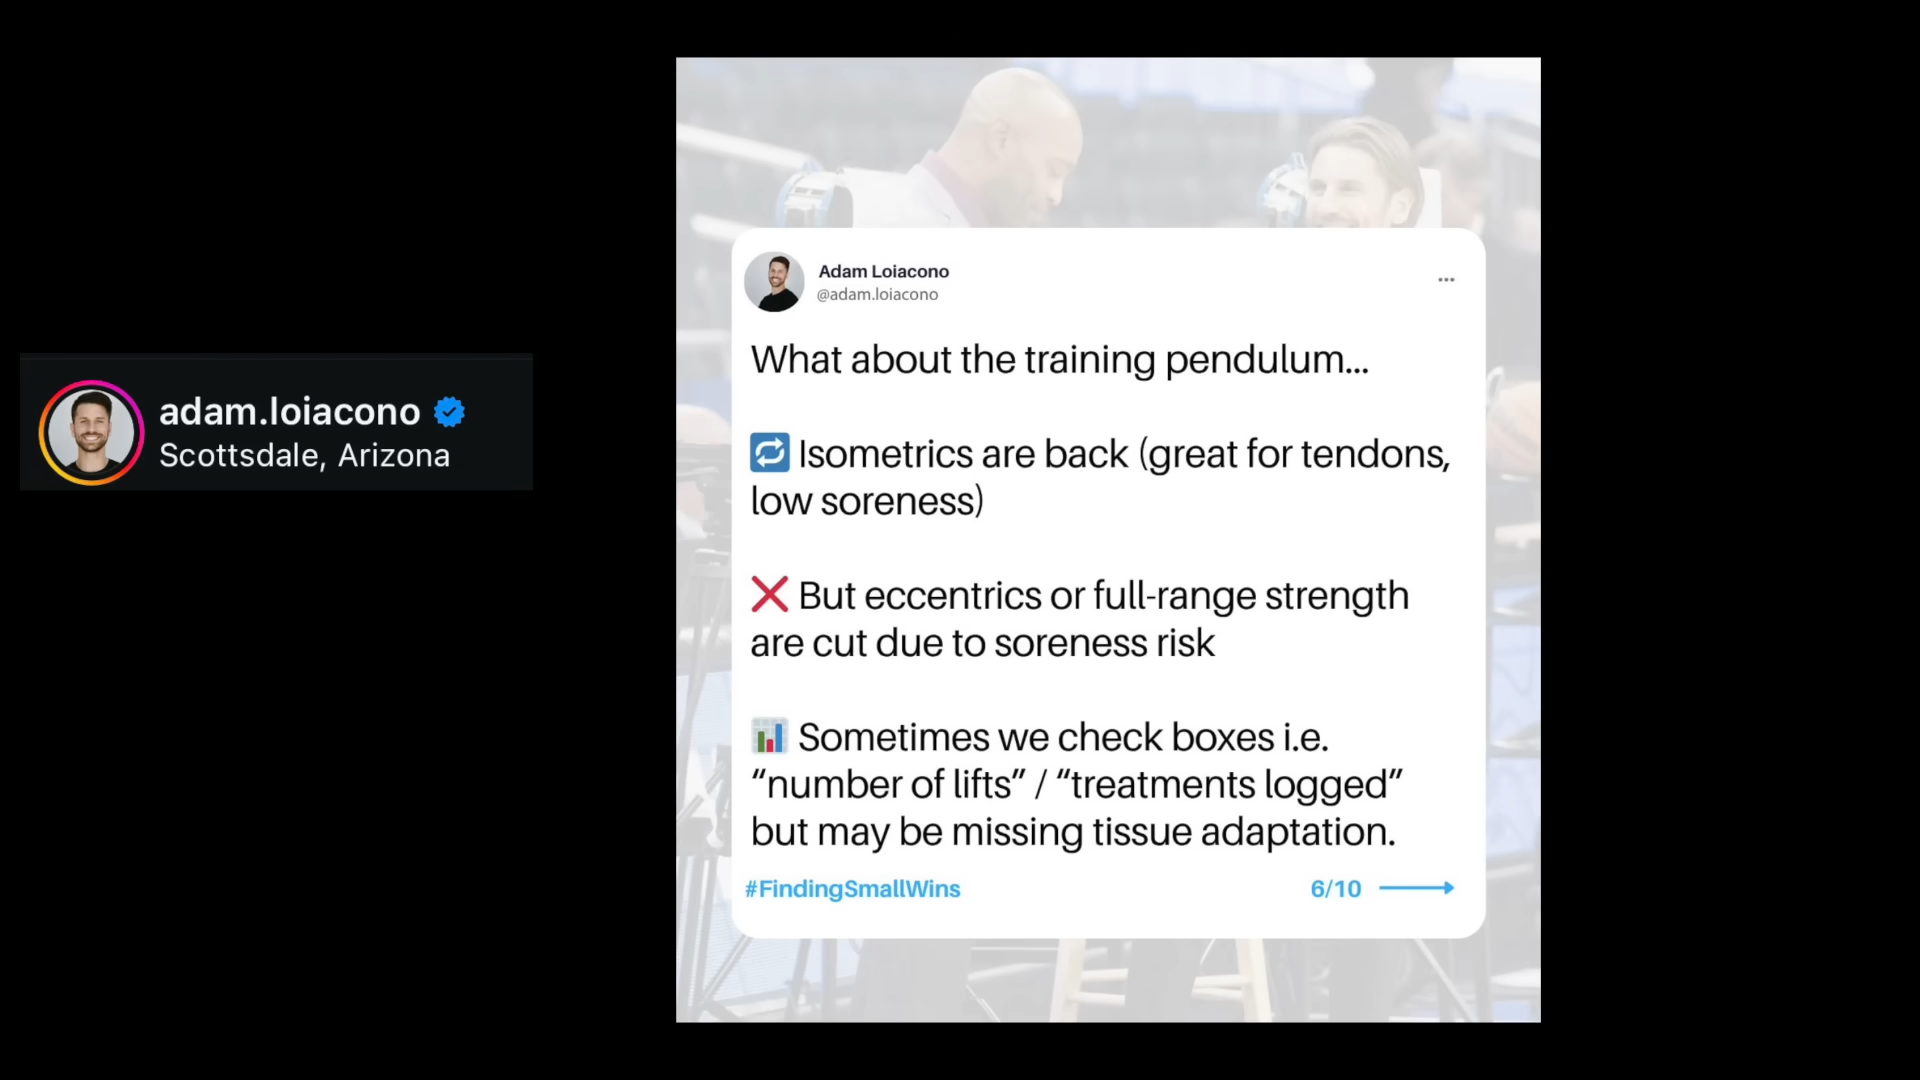 adam.loiacono
Scottsdale, Arizona
Adam Loiacono
@adam.loiacono
What about the training pendulum...
🔁 Isometrics are back (great for tendons,
low soreness)
❌ But eccentrics or full-range strength
are cut due to soreness risk
📊 Sometimes we check boxes i.e.
“number of lifts” / “treatments logged”
but may be missing tissue adaptation.
#FindingSmallWins
6/10